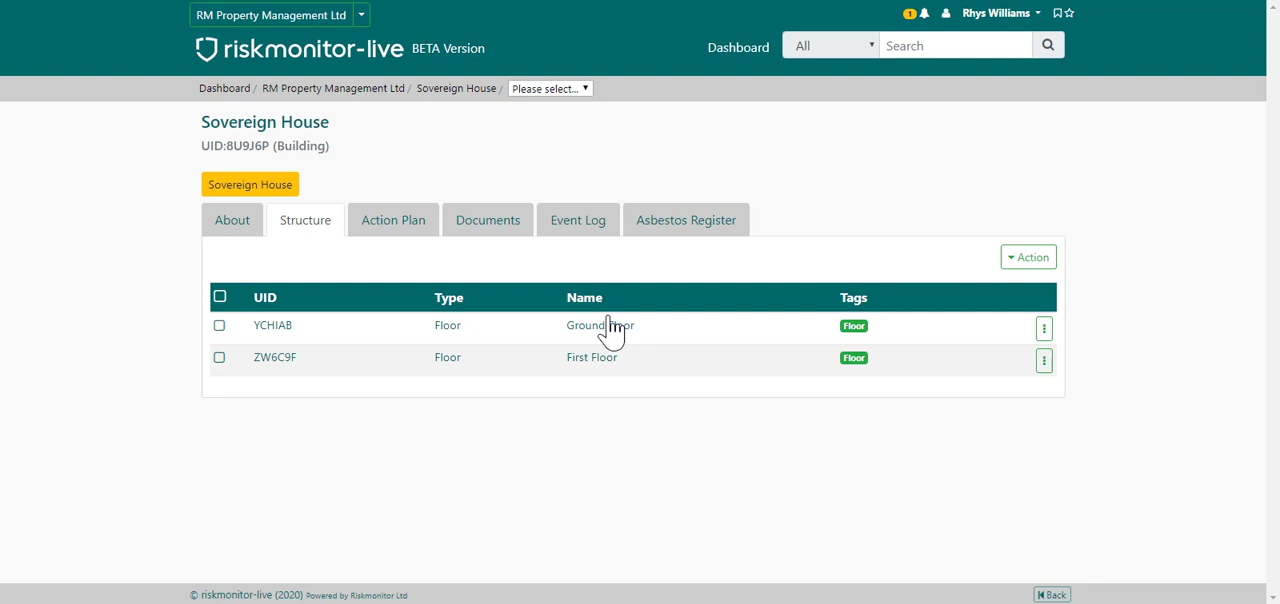 RM Property Management Ltd
1
Rhys Williams
riskmonitor-live BETA Version
Dashboard
All
Search
Dashboard / RM Property Management Ltd / Sovereign House / Please select...
Sovereign House
UID:8U9J6P (Building)
Sovereign House
About
Structure
Action Plan
Documents
Event Log
Asbestos Register
Action
UID Type Name Tags
YCHIAB Floor Ground Floor Floor
ZW6C9F Floor First Floor Floor
© riskmonitor-live (2020) Powered by Riskmonitor Ltd
Back